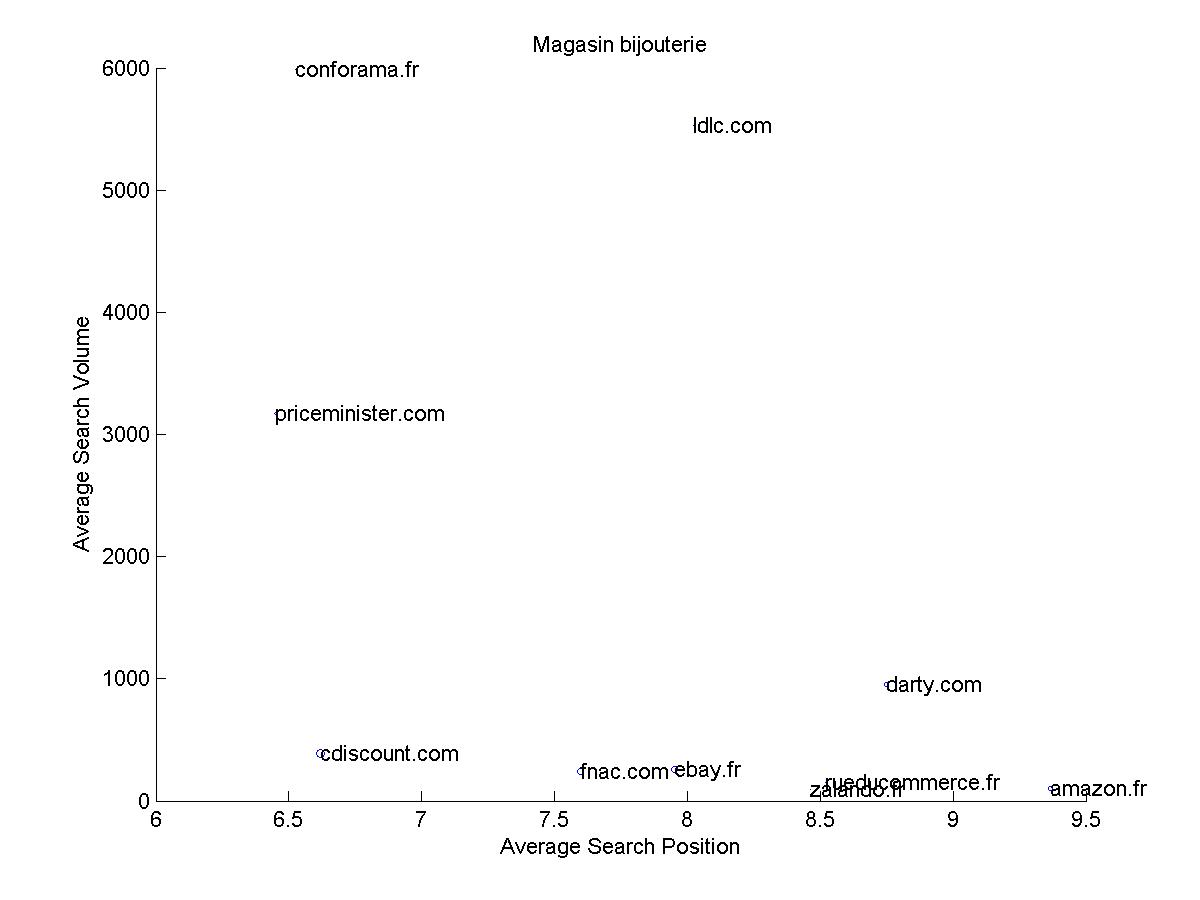 Magasin bijouterie
6000
conforama.fr
ldlc.com
5000
4000
priceminister.com
3000
Average Search Volume
2000
1000
darty.com
cdiscount.com
fnac.com
ebay.fr
rueducommerce.fr
zalando.fr
amazon.fr
0
6 6.5 7 7.5 8 8.5 9 9.5
Average Search Position